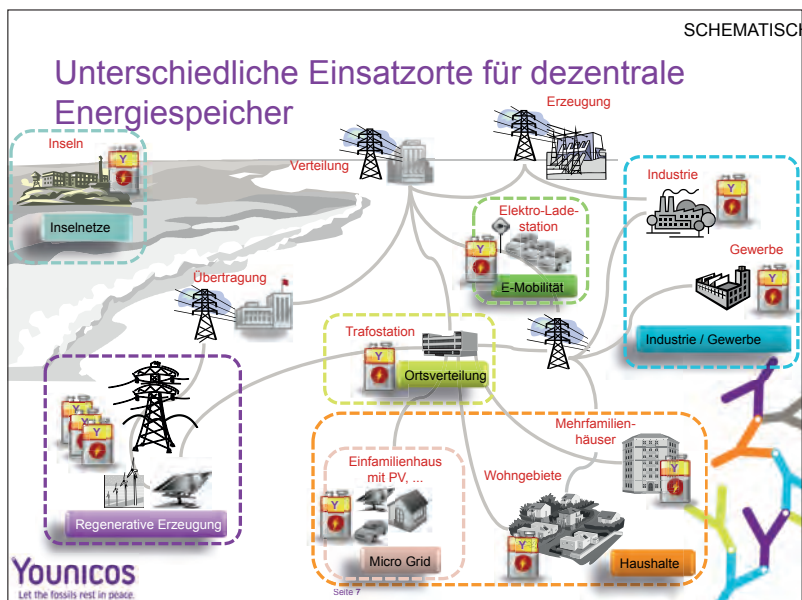 SCHEMATISCH
Unterschiedliche Einsatzorte für dezentrale
Energiespeicher
Erzeugung
Inseln
Y
Verteilung
Industrie
Y
Inselnetze
Elektro-Lade-
station
Y
E-Mobilität
Gewerbe
Y
Übertragung
Trafostation
Y
Ortsverteilung
Industrie / Gewerbe
Y
Y
Y
Regenerative Erzeugung
Mehrfamilien-
häuser
Y
Einfamilienhaus
mit PV, ...
Y
Wohngebiete
Y
Micro Grid
Haushalte
Younicos
Let the fossils rest in peace.
Seite 7